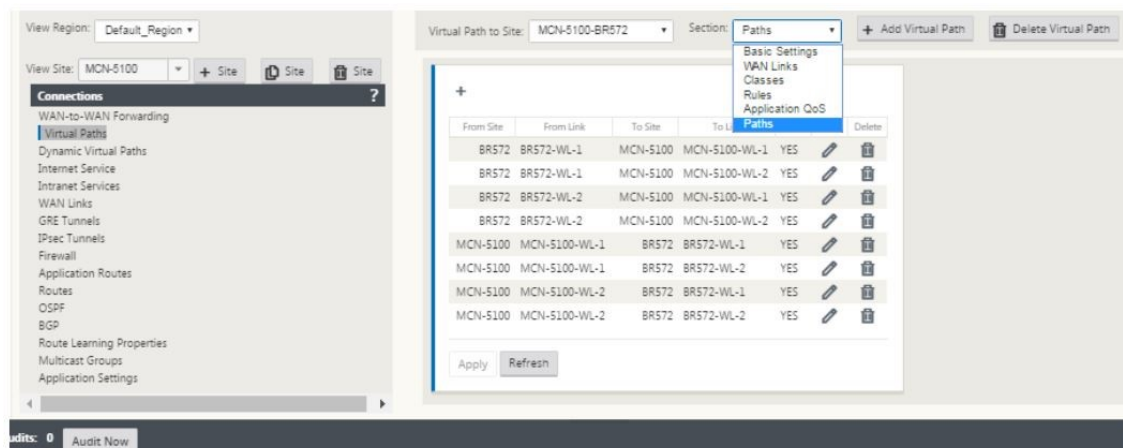 View Region: Default_Region
Virtual Path to Site: MCN-5100-BR572 Section: Paths + Add Virtual Path Delete Virtual Path
Basic Settings
WAN Links
Classes
Rules
Application QoS
Paths
View Site: MCN-5100 + Site Site Site
Connections ?
WAN-to-WAN Forwarding
Virtual Paths
Dynamic Virtual Paths
Internet Service
Intranet Services
WAN Links
GRE Tunnels
IPsec Tunnels
Firewall
Application Routes
Routes
OSPF
BGP
Route Learning Properties
Multicast Groups
Application Settings
+
From Site From Link To Site To Li Delete
BR572 BR572-WL-1 MCN-5100 MCN-5100-WL-1 YES
BR572 BR572-WL-1 MCN-5100 MCN-5100-WL-2 YES
BR572 BR572-WL-2 MCN-5100 MCN-5100-WL-1 YES
BR572 BR572-WL-2 MCN-5100 MCN-5100-WL-2 YES
MCN-5100 MCN-5100-WL-1 BR572 BR572-WL-1 YES
MCN-5100 MCN-5100-WL-1 BR572 BR572-WL-2 YES
MCN-5100 MCN-5100-WL-2 BR572 BR572-WL-1 YES
MCN-5100 MCN-5100-WL-2 BR572 BR572-WL-2 YES
Apply Refresh
udits: 0 Audit Now